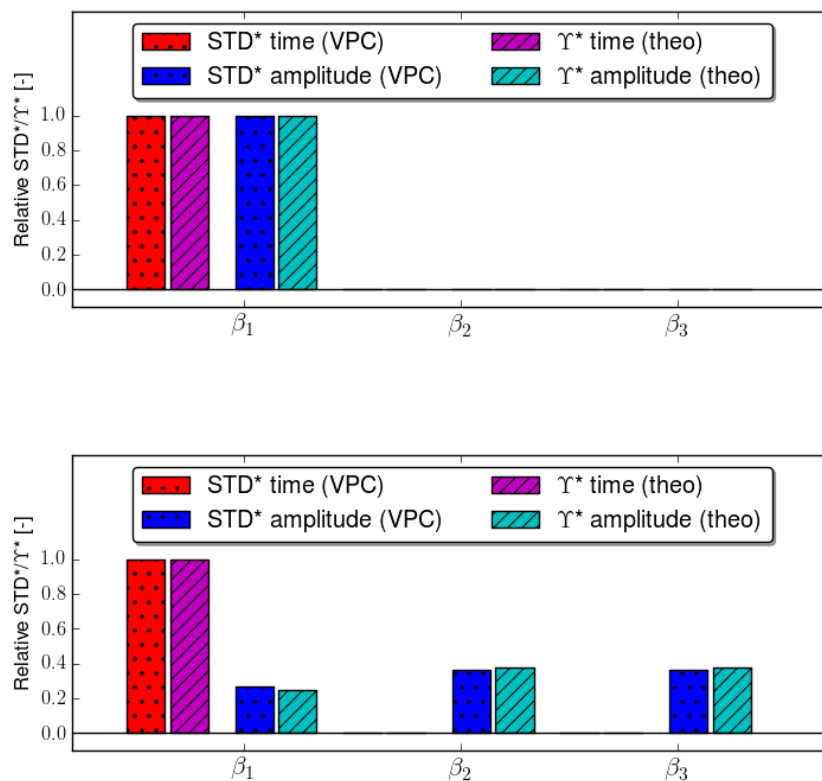 STD* time (VPC) ϒ* time (theo)
STD* amplitude (VPC) ϒ* amplitude (theo)
Relative STD*/ϒ* [-]
1.0
0.8
0.6
0.4
0.2
0.0
β₁ β₂ β₃
STD* time (VPC) ϒ* time (theo)
STD* amplitude (VPC) ϒ* amplitude (theo)
Relative STD*/ϒ* [-]
1.0
0.8
0.6
0.4
0.2
0.0
β₁ β₂ β₃